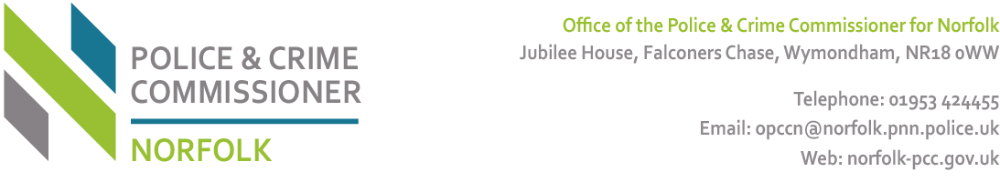 POLICE & CRIME
COMMISSIONER
NORFOLK
Office of the Police & Crime Commissioner for Norfolk
Jubilee House, Falconers Chase, Wymondham, NR18 0WW
Telephone: 01953 424455
Email: opccn@norfolk.pnn.police.uk
Web: norfolk-pcc.gov.uk